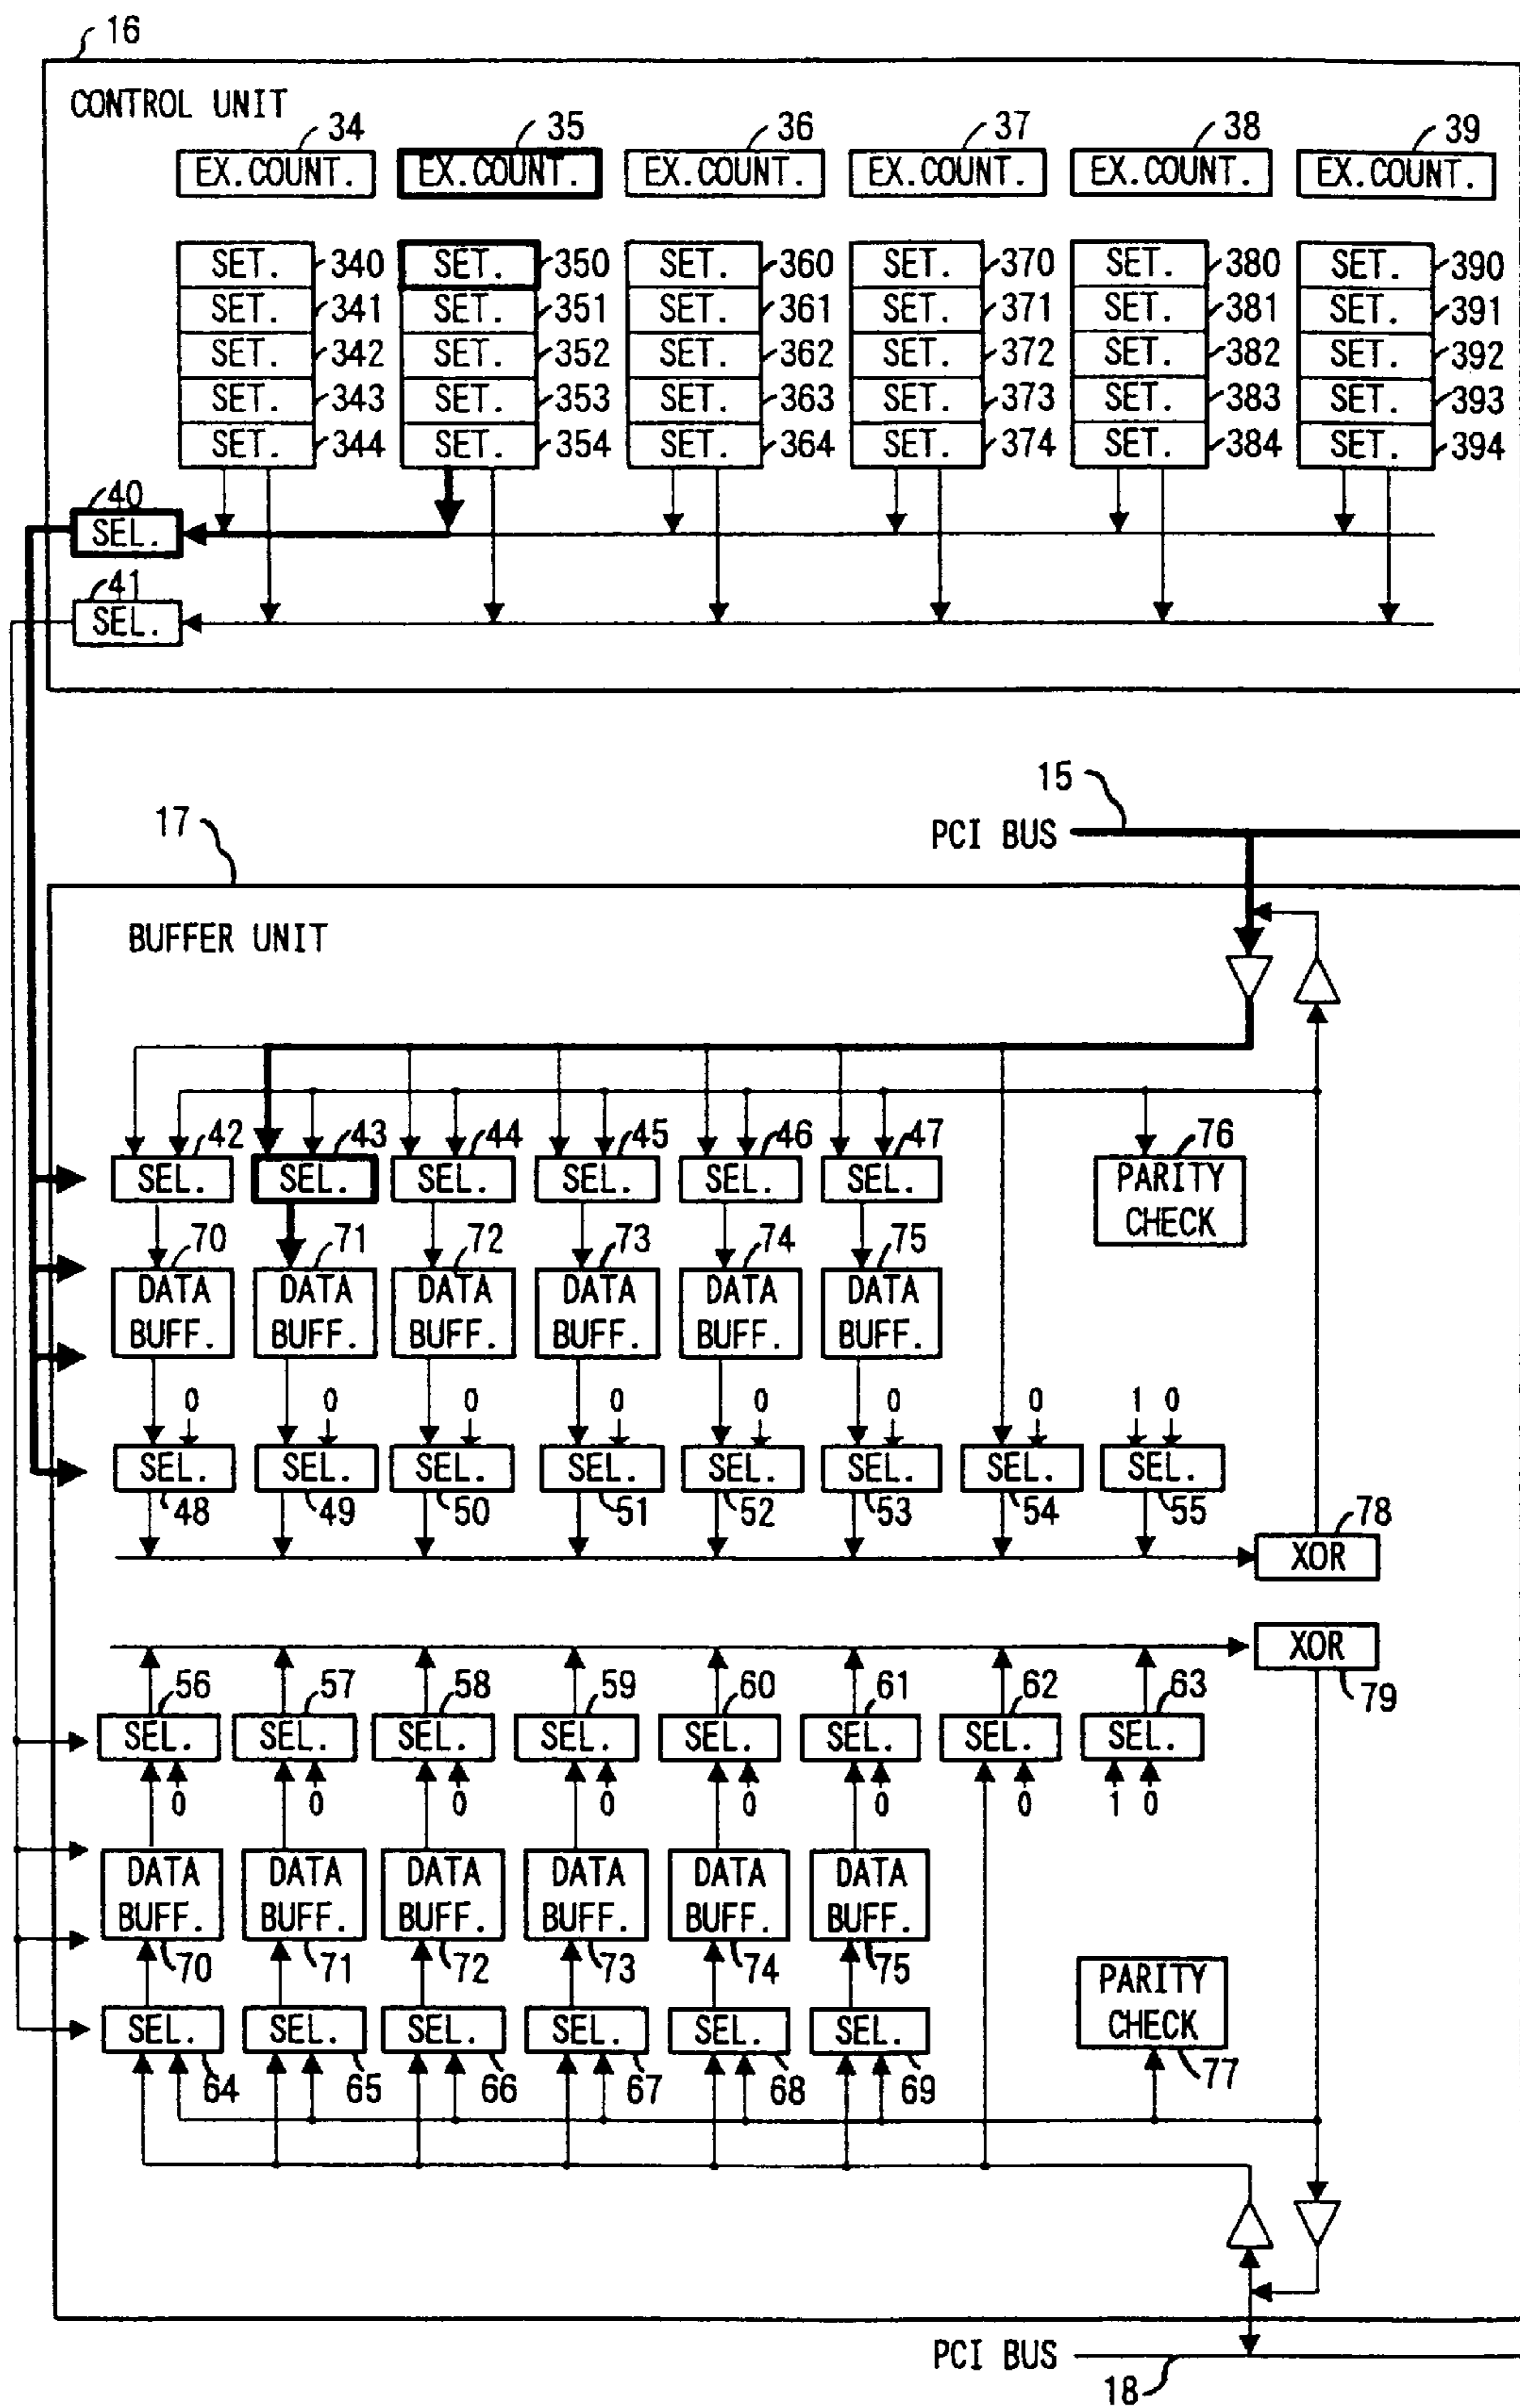 16
CONTROL UNIT
34 35 36 37 38 39
EX.COUNT. EX.COUNT. EX.COUNT. EX.COUNT. EX.COUNT. EX.COUNT.
SET. 340 SET. 350 SET. 360 SET. 370 SET. 380 SET. 390
SET. 341 SET. 351 SET. 361 SET. 371 SET. 381 SET. 391
SET. 342 SET. 352 SET. 362 SET. 372 SET. 382 SET. 392
SET. 343 SET. 353 SET. 363 SET. 373 SET. 383 SET. 393
SET. 344 SET. 354 SET. 364 SET. 374 SET. 384 SET. 394
40
SEL.
41
SEL.
15
17
PCI BUS
BUFFER UNIT
42 43 44 45 46 47 76
SEL. SEL. SEL. SEL. SEL. SEL. PARITY
CHECK
70 71 72 73 74 75
DATA DATA DATA DATA DATA DATA
BUFF. BUFF. BUFF. BUFF. BUFF. BUFF.
0 0 0 0 0 0 0 1 0
SEL. SEL. SEL. SEL. SEL. SEL. SEL. SEL.
48 49 50 51 52 53 54 55 78
XOR
XOR
56 57 58 59 60 61 62 63 79
SEL. SEL. SEL. SEL. SEL. SEL. SEL. SEL.
0 0 0 0 0 0 0 1 0
DATA DATA DATA DATA DATA DATA
BUFF. BUFF. BUFF. BUFF. BUFF. BUFF.
70 71 72 73 74 75
PARITY
CHECK
SEL. SEL. SEL. SEL. SEL. SEL.
64 65 66 67 68 69 77
PCI BUS
18